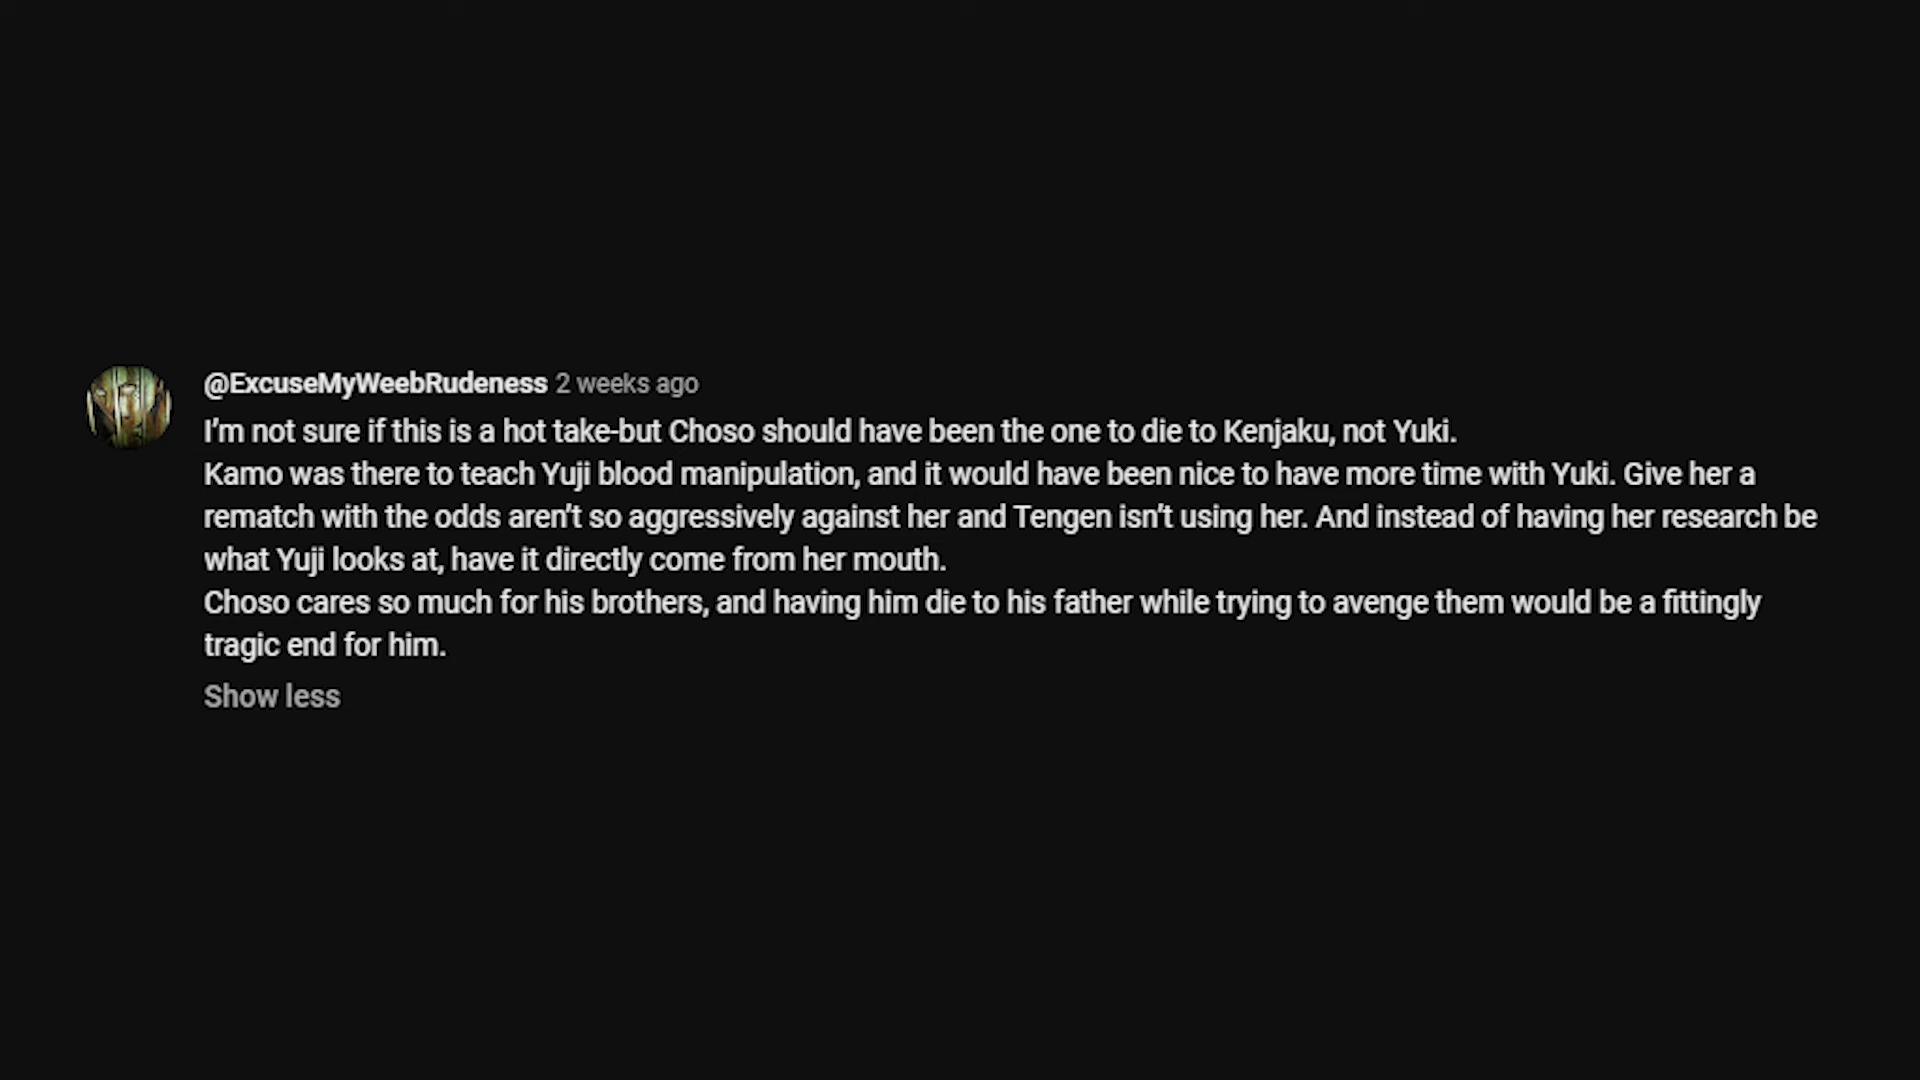 @ExcuseMyWeebRudeness 2 weeks ago
I'm not sure if this is a hot take-but Choso should have been the one to die to Kenjaku, not Yuki.
Kamo was there to teach Yuji blood manipulation, and it would have been nice to have more time with Yuki. Give her a
rematch with the odds aren't so aggressively against her and Tengen isn't using her. And instead of having her research be
what Yuji looks at, have it directly come from her mouth.
Choso cares so much for his brothers, and having him die to his father while trying to avenge them would be a fittingly
tragic end for him.
Show less